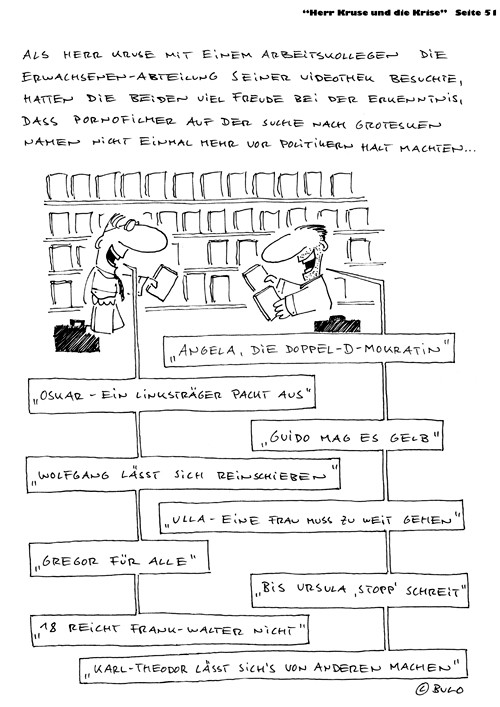 "Herr Kruse und die Krise" Seite 51
ALS HERR KRUSE MIT EINEM ARBEITSKOLLEGEN DIE
ERWACHSENEN-ABTEILUNG SEINER VIDEOTHEK BESUCHTE,
HATTEN DIE BEIDEN VIEL FREUDE BEI DER ERKENNTNIS,
DASS PORNOFILMER AUF DER SUCHE NACH GROTESKEN
NAMEN NICHT EINMAL MEHR VOR POLITIKERN HALT MACHTEN...
„ANGELA, DIE DOPPEL-D-MOKRATIN"
„OSKAR - EIN LINKSTRÄGER PACKT AUS"
„GUIDO MAG ES GELB"
„WOLFGANG LÄSST SICH REINSCHIEBEN"
„ULLA - EINE FRAU MUSS ZU WEIT GEHEN"
„GREGOR FÜR ALLE"
„BIS URSULA ‚STOPP' SCHREIT"
„18 REICHT FRANK-WALTER NICHT"
„KARL-THEODOR LÄSST SICH'S VON ANDEREN MACHEN"
© BULO